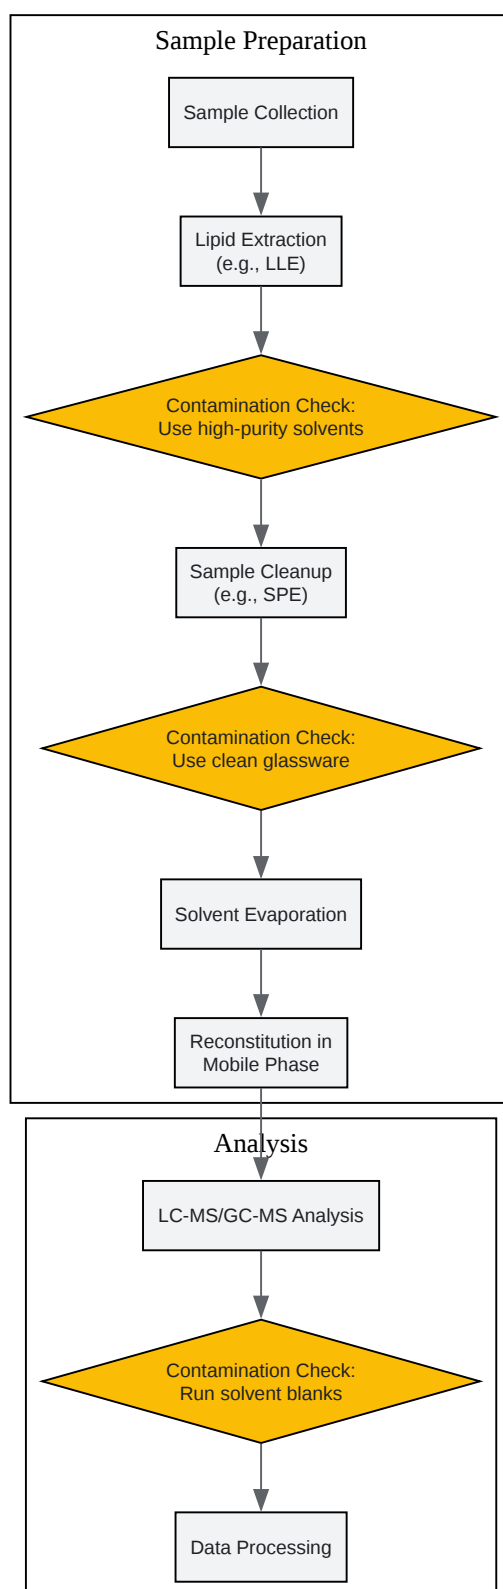 Sample Preparation
Sample Collection
Lipid Extraction
(e.g., LLE)
Contamination Check:
Use high-purity solvents
Sample Cleanup
(e.g., SPE)
Contamination Check:
Use clean glassware
Solvent Evaporation
Reconstitution in
Mobile Phase
Analysis
LC-MS/GC-MS Analysis
Contamination Check:
Run solvent blanks
Data Processing